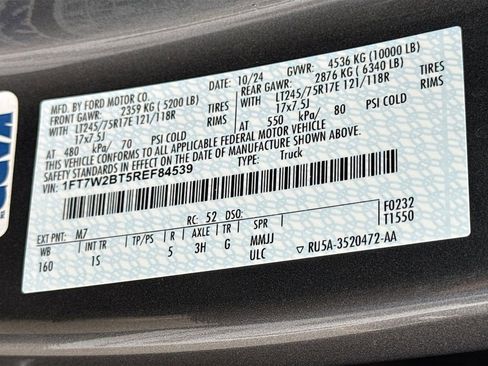 MFD. BY FORD MOTOR CO.
DATE: 10/24
GVWR: 4536 KG (10000 LB)
FRONT GAWR: 2359 KG (5200 LB)
REAR GAWR: 2876 KG (6340 LB)
WITH LT245/75R17E 121/118R TIRES
WITH LT245/75R17E 121/118R TIRES
17x7.5J RIMS
17x7.5J RIMS
AT 480 kPa/ 70 PSI COLD
AT 550 kPa/ 80 PSI COLD
THIS VEHICLE CONFORMS TO ALL APPLICABLE FEDERAL MOTOR VEHICLE
SAFETY STANDARDS IN EFFECT ON THE DATE OF MANUFACTURE SHOWN ABOVE.
VIN: 1FT7W2BT5REF84539
TYPE: Truck
F0232
T1550
EXT PNT: M7 RC: 52 DSO:
WB INT TR TP/PS R AXLE TR SPR
160 1S 5 3H G MMJJ
ULC
▽ RU5A-3520472-AA